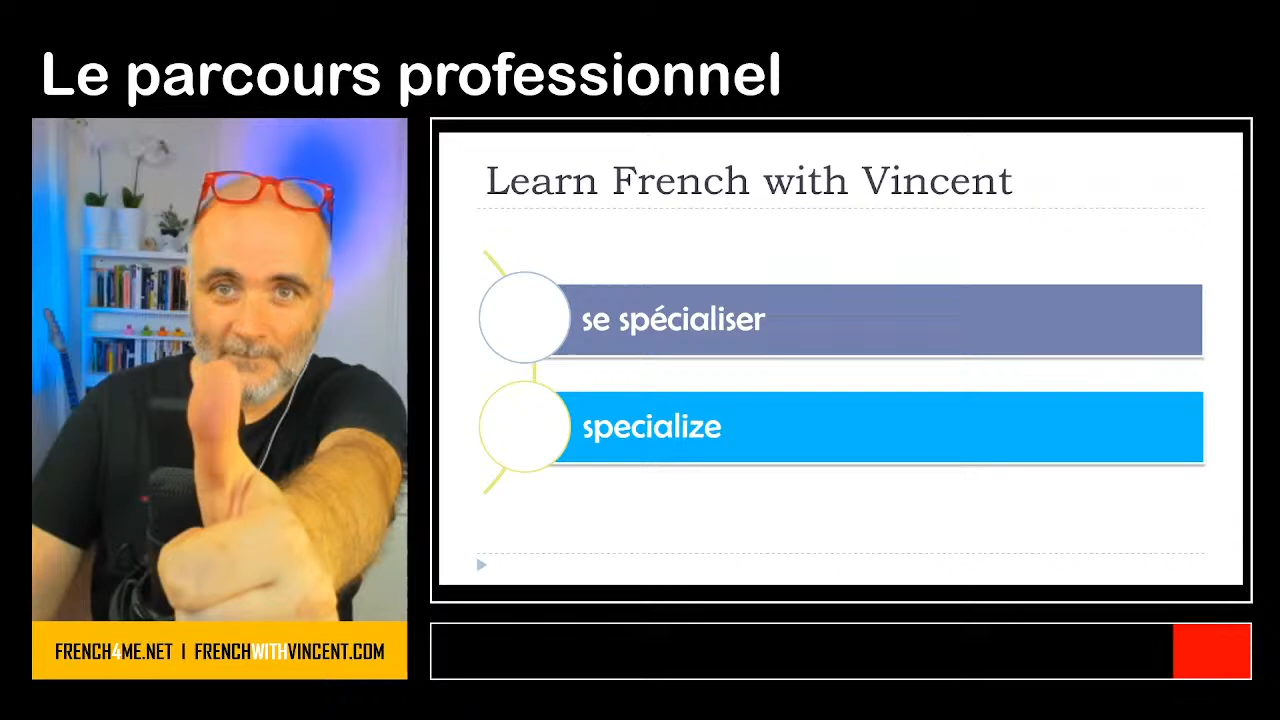 Le parcours professionnel
Learn French with Vincent
se spécialiser
specialize
FRENCH4ME.NET I FRENCHWITHVINCENT.COM